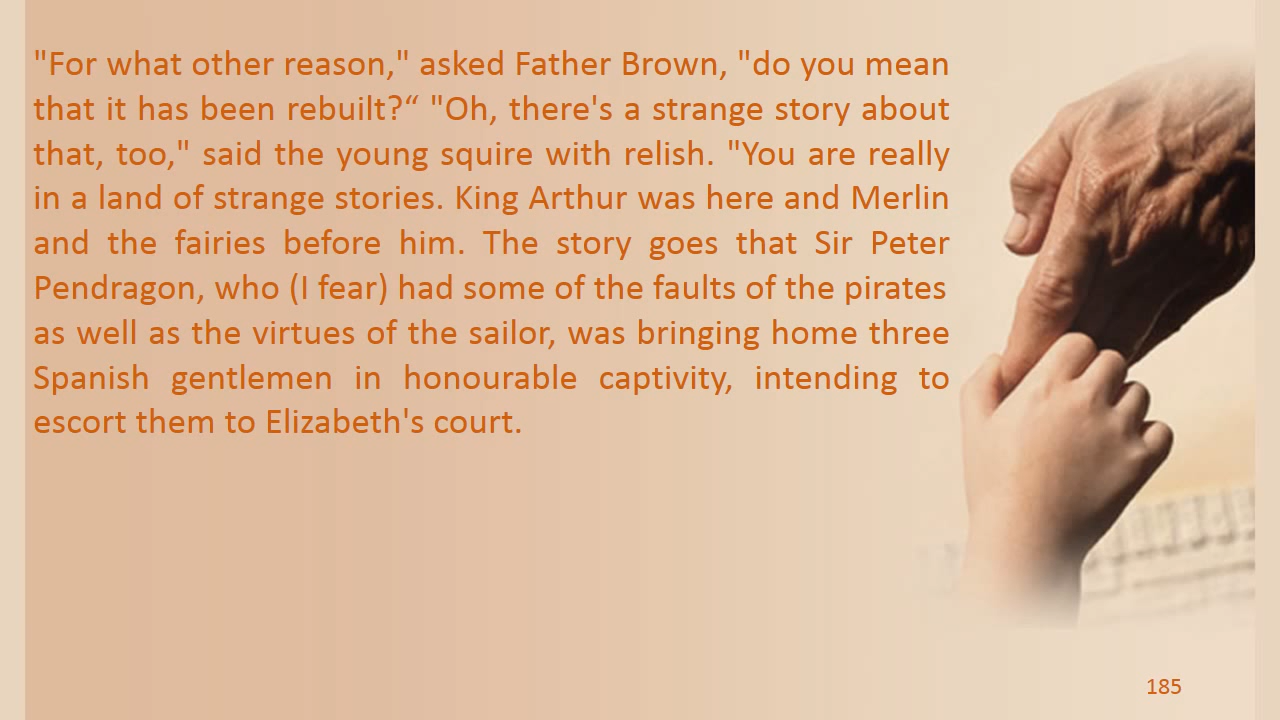 "For what other reason," asked Father Brown, "do you mean
that it has been rebuilt?“ "Oh, there's a strange story about
that, too," said the young squire with relish. "You are really
in a land of strange stories. King Arthur was here and Merlin
and the fairies before him. The story goes that Sir Peter
Pendragon, who (I fear) had some of the faults of the pirates
as well as the virtues of the sailor, was bringing home three
Spanish gentlemen in honourable captivity, intending to
escort them to Elizabeth's court.
185